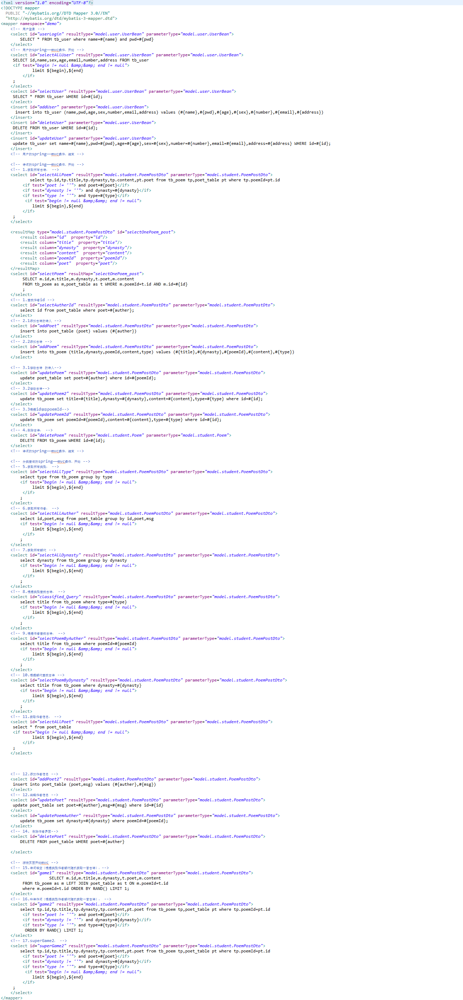 <?xml version="1.0" encoding="UTF-8"?>
<!DOCTYPE mapper
PUBLIC "-//mybatis.org//DTD Mapper 3.0//EN"
"http://mybatis.org/dtd/mybatis-3-mapper.dtd">
<mapper namespace="demo">
<!-- 用户登录 -->
<select id="userLogin" resultType="model.user.UserBean" parameterType="model.user.UserBean">
SELECT * FROM tb_user where name=#{name} and pwd=#{pwd}
</select>
<!-- 用户的spring——mvc操作. 开始 -->
<select id="selectAllUser" resultType="model.user.UserBean" parameterType="model.user.UserBean">
SELECT id,name,sex,age,email,number,address FROM tb_user
<if test="begin != null &amp;&amp; end != null">
limit ${begin},${end}
</if>
;
</select>
<select id="selectUser" resultType="model.user.UserBean" parameterType="model.user.UserBean">
SELECT * FROM tb_user WHERE id=#{id};
</select>
<insert id="addUser" parameterType="model.user.UserBean">
insert into tb_user (name,pwd,age,sex,number,email,address) values (#{name},#{pwd},#{age},#{sex},#{number},#{email},#{address})
</insert>
<insert id="deleteUser" parameterType="model.user.UserBean">
DELETE FROM tb_user WHERE id=#{id};
</insert>
<insert id="updateUser" parameterType="model.user.UserBean">
update tb_user set name=#{name},pwd=#{pwd},age=#{age},sex=#{sex},number=#{number},email=#{email},address=#{address} WHERE id=#{id};
</insert>
<!-- 用户的spring——mvc操作. 结束 -->
<!-- 诗词的spring——mvc操作. 开始 -->
<!-- 1.获取所有古诗： -->
<select id="selectAllPoem" resultType="model.student.PoemPostDto" parameterType="model.student.PoemPostDto">
select tp.id,tp.title,tp.dynasty,tp.content,pt.poet from tb_poem tp,poet_table pt where tp.poemId=pt.id
<if test="poet != ''"> and poet=#{poet}</if>
<if test="dynasty != ''"> and dynasty=#{dynasty}</if>
<if test="type != ''"> and type=#{type}</if>
<if test="begin != null &amp;&amp; end != null">
limit ${begin},${end}
</if>
;
</select>
<resultMap type="model.student.PoemPostDto" id="selectOnePoem_post">
<result column="id"  property="id"/>
<result column="title"  property="title"/>
<result column="dynasty"  property="dynasty"/>
<result column="content"  property="content"/>
<result column="poemId"  property="poemId"/>
<result column="poet"  property="poet"/>
</resultMap>
<select id="selectPoem" resultMap="selectOnePoem_post">
SELECT m.id,m.title,m.dynasty,t.poet,m.content
FROM tb_poem as m,poet_table as t WHERE m.poemId=t.id AND m.id=#{id}
;
</select>
<!-- 1.查找作者id -->
<select id="selectAutherId" resultType="model.student.PoemPostDto" parameterType="model.student.PoemPostDto">
select id from poet_table where poet=#{auther};
</select>
<!-- 2.1添加古诗的诗人 -->
<select id="addPoet" resultType="model.student.PoemPostDto" parameterType="model.student.PoemPostDto">
insert into poet_table (poet) values (#{auther})
</select>
<!-- 2.2添加古诗 -->
<select id="addPoem" resultType="model.student.PoemPostDto" parameterType="model.student.PoemPostDto">
insert into tb_poem (title,dynasty,poemId,content,type) values (#{title},#{dynasty},#{poemId},#{content},#{type})
</select>
<!-- 3.1修改古诗 的诗人-->
<select id="updatePoem" resultType="model.student.PoemPostDto" parameterType="model.student.PoemPostDto">
update poet_table set poet=#{auther} where id=#{poemId};
</select>
<!-- 3.2修改古诗-->
<select id="updatePoem2" resultType="model.student.PoemPostDto" parameterType="model.student.PoemPostDto">
update tb_poem set title=#{title},dynasty=#{dynasty},content=#{content},type=#{type} where id=#{id};
</select>
<!-- 3.3根据id修改poemId-->
<select id="updatePoemId" resultType="model.student.PoemPostDto" parameterType="model.student.PoemPostDto">
update tb_poem set poemId=#{poemId},content=#{content},type=#{type} where id=#{id};
</select>
<!-- 4.删除古诗： -->
<select id="deletePoem" resultType="model.student.Poem" parameterType="model.student.Poem">
DELETE FROM tb_poem WHERE id=#{id};
</select>
<!-- 诗词的spring——mvc操作. 结束 -->
<!-- 分类查询的spring——mvc操作. 开始 -->
<!-- 5.获取所有类型： -->
<select id="selectAllType" resultType="model.student.PoemPostDto" parameterType="model.student.PoemPostDto">
select type from tb_poem group by type
<if test="begin != null &amp;&amp; end != null">
limit ${begin},${end}
</if>
;
</select>
<!-- 6.获取所有作者： -->
<select id="selectAllAuther" resultType="model.student.PoemPostDto" parameterType="model.student.PoemPostDto">
select id,poet,msg from poet_table group by id,poet,msg
<if test="begin != null &amp;&amp; end != null">
limit ${begin},${end}
</if>
;
</select>
<!-- 7.获取所有朝代 -->
<select id="selectAllDynasty" resultType="model.student.PoemPostDto" parameterType="model.student.PoemPostDto">
select dynasty from tb_poem group by dynasty
<if test="begin != null &amp;&amp; end != null">
limit ${begin},${end}
</if>
;
</select>
<!-- 8.根据类型查找古诗： -->
<select id="classified_Query" resultType="model.student.PoemPostDto" parameterType="model.student.PoemPostDto">
select title from tb_poem where type=#{type}
<if test="begin != null &amp;&amp; end != null">
limit ${begin},${end}
</if>
;
</select>
<!-- 9.根据作者查找古诗： -->
<select id="selectPoemByAuther" resultType="model.student.PoemPostDto" parameterType="model.student.PoemPostDto">
select title from tb_poem where poemId=#{poemId}
<if test="begin != null &amp;&amp; end != null">
limit ${begin},${end}
</if>
;
</select>
<!-- 10.根据朝代查找古诗 -->
<select id="selectPoemByDynasty" resultType="model.student.PoemPostDto" parameterType="model.student.PoemPostDto">
select title from tb_poem where dynasty=#{dynasty}
<if test="begin != null &amp;&amp; end != null">
limit ${begin},${end}
</if>
;
</select>
<!-- 11.获取作者信息： -->
<select id="selectAllPoet" resultType="model.student.PoemPostDto" parameterType="model.student.PoemPostDto">
select * from poet_table
<if test="begin != null &amp;&amp; end != null">
limit ${begin},${end}
</if>
;
</select>
<!-- 12.添加作者信息 -->
<select id="addPoet2" resultType="model.student.PoemPostDto" parameterType="model.student.PoemPostDto">
insert into poet_table (poet,msg) values (#{auther},#{msg})
</select>
<!-- 12.编辑作者信息 -->
<select id="updatePoet" resultType="model.student.PoemPostDto" parameterType="model.student.PoemPostDto">
update poet_table set poet=#{auther},msg=#{msg} where id=#{id}
</select>
<select id="updatePoemAuther" resultType="model.student.PoemPostDto" parameterType="model.student.PoemPostDto">
update tb_poem set dynasty=#{dynasty} where poemId=#{poemId};
</select>
<!-- 14. 删除作者界面-->
<select id="deletePoet" resultType="model.student.PoemPostDto" parameterType="model.student.PoemPostDto">
DELETE FROM poet_table WHERE poet=#{auther}
</select>
<!-- 游戏页面开始mvc -->
<!-- 15.诗词填空（根据类型作者朝代随机获取一首古诗）：-->
<select id="game1" resultType="model.student.PoemPostDto" parameterType="model.student.PoemPostDto">
SELECT m.id,m.title,m.dynasty,t.poet,m.content
FROM tb_poem as m LEFT JOIN poet_table as t ON m.poemId=t.id
where m.poemId=t.id ORDER BY RAND() LIMIT 1;
</select>
<!-- 16.吟诗作词（根据类型作者朝代随机获取一首古诗）： -->
<select id="game2" resultType="model.student.PoemPostDto" parameterType="model.student.PoemPostDto">
select tp.id,tp.title,tp.dynasty,tp.content,pt.poet from tb_poem tp,poet_table pt where tp.poemId=pt.id
<if test="poet != ''"> and poet=#{poet}</if>
<if test="dynasty != ''"> and dynasty=#{dynasty}</if>
<if test="type != ''"> and type=#{type}</if>
ORDER BY RAND() LIMIT 1;
</select>
<!-- 17.superGame2： -->
<select id="superGame2" resultType="model.student.PoemPostDto" parameterType="model.student.PoemPostDto">
select tp.id,tp.title,tp.dynasty,tp.content,pt.poet from tb_poem tp,poet_table pt where tp.poemId=pt.id
<if test="poet != ''"> and poet=#{poet}</if>
<if test="dynasty != ''"> and dynasty=#{dynasty}</if>
<if test="type != ''"> and type=#{type}</if>
<if test="begin != null &amp;&amp; end != null">
limit ${begin},${end}
</if>
;
</select>
</mapper>